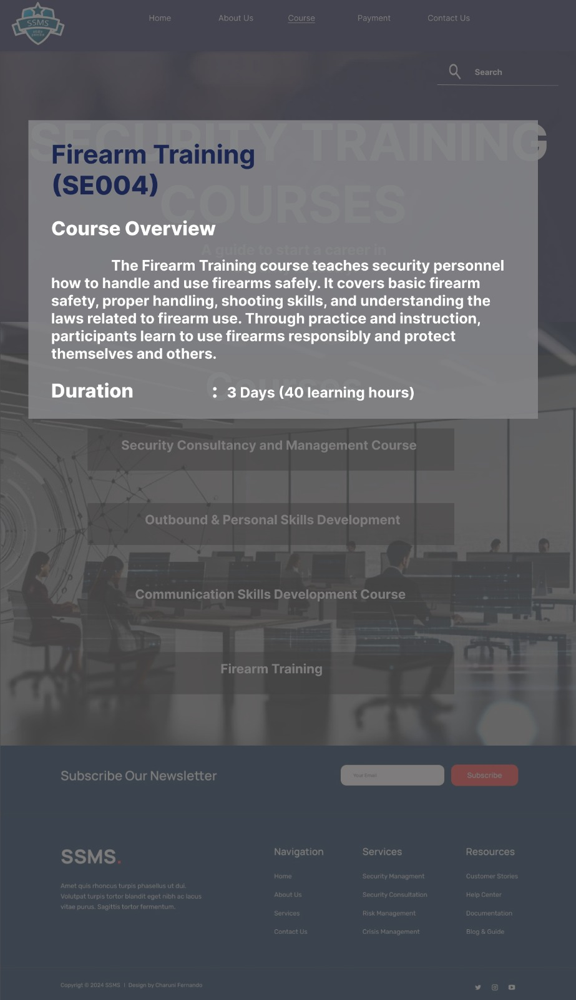 SSMS
Home
About Us
Course
Payment
Contact Us
Search
SECURITY TRAINING
COURSES
A guide to start a career in
Firearm Training
(SE004)
Course Overview
The Firearm Training course teaches security personnel
how to handle and use firearms safely. It covers basic firearm
safety, proper handling, shooting skills, and understanding the
laws related to firearm use. Through practice and instruction,
participants learn to use firearms responsibly and protect
themselves and others.
Courses
Duration : 3 Days (40 learning hours)
Security Consultancy and Management Course
Outbound & Personal Skills Development
Communication Skills Development Course
Firearm Training
Subscribe Our Newsletter
Your Email
Subscribe
SSMS.
Amet quis rhoncus turpis phasellus ut dui.
Volutpat turpis tortor blandit eget nibh ac lacus
vitae purus. Sagittis tortor fermentum.
Navigation
Home
About Us
Services
Contact Us
Services
Security Managment
Security Consultation
Risk Management
Crisis Management
Resources
Customer Stories
Help Center
Documentation
Blog & Guide
Copyrigt © 2024 SSMS | Design by Charuni Fernando